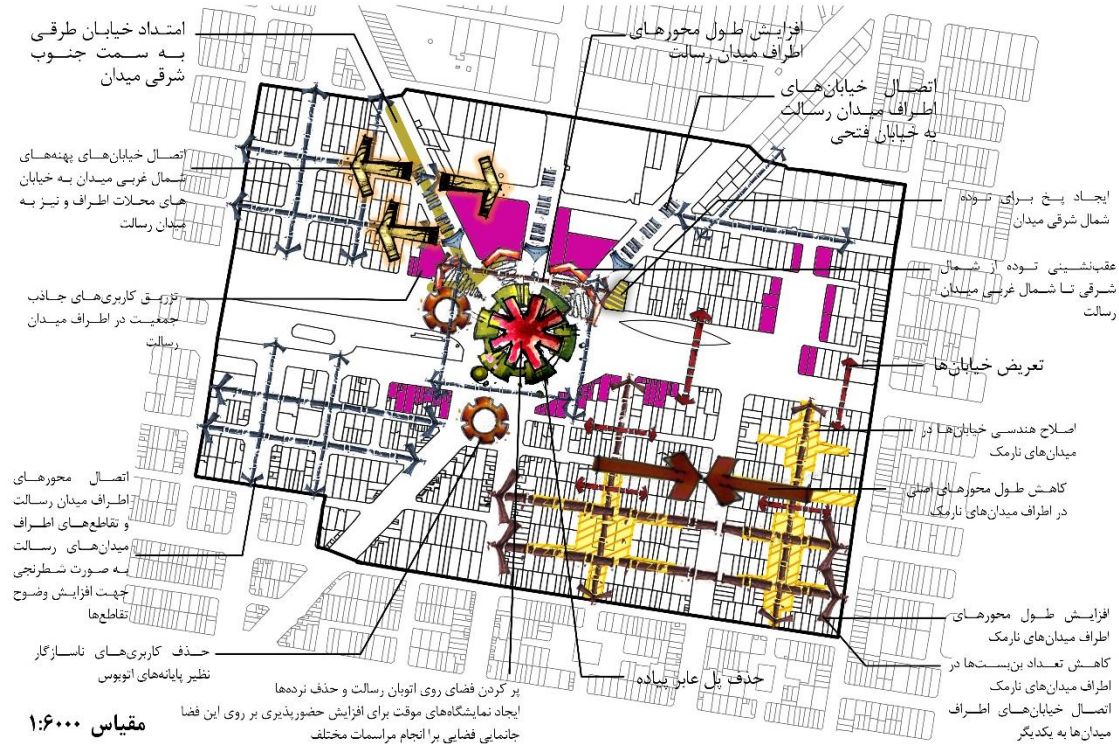 امتداد خیابان طرقی
به سمت جنوب
شرقی میدان
افزایش طول محورهای
اطراف میدان رسالت
اتصال خیابان‌های
اطراف میدان رسالت
به خیابان فتحی
اتصال خیابان‌های پهنه‌های
شمال غربی میدان به خیابان
های محلات اطراف و نیز به
میدان رسالت
ایجاد پخ برای توده
شمال شرقی میدان
عقب‌نشینی توده از شمال
شرقی تا شمال غربی میدان
رسالت
تزریق کاربری‌های جاذب
جمعیت در اطراف میدان
رسالت
تعریض خیابان‌ها
اصلاح هندسی خیابان‌ها در
میدان‌های نارمک
کاهش طول محورهای اصلی
در اطراف میدان‌های نارمک
اتصال محورهای
اطراف میدان رسالت
و تقاطع‌های اطراف
میدان‌های رسالت
به صورت شطرنجی
جهت افزایش وضوح
تقاطع‌ها
افزایش طول محورهای
اطراف میدان‌های نارمک
کاهش تعداد بن‌بست‌ها در
اطراف میدان‌های نارمک
اتصال خیابان‌های اطراف
میدان‌ها به یکدیگر
حذف کاربری‌های ناسازگار
نظیر پایانه‌های اتوبوس
حذف پل عابر پیاده
پر کردن فضای روی اتوبان رسالت و حذف نرده‌ها
ایجاد نمایشگاه‌های موقت برای افزایش حضورپذیری بر روی این فضا
جانمایی فضایی برا انجام مراسمات مختلف
مقیاس ۱:۶۰۰۰